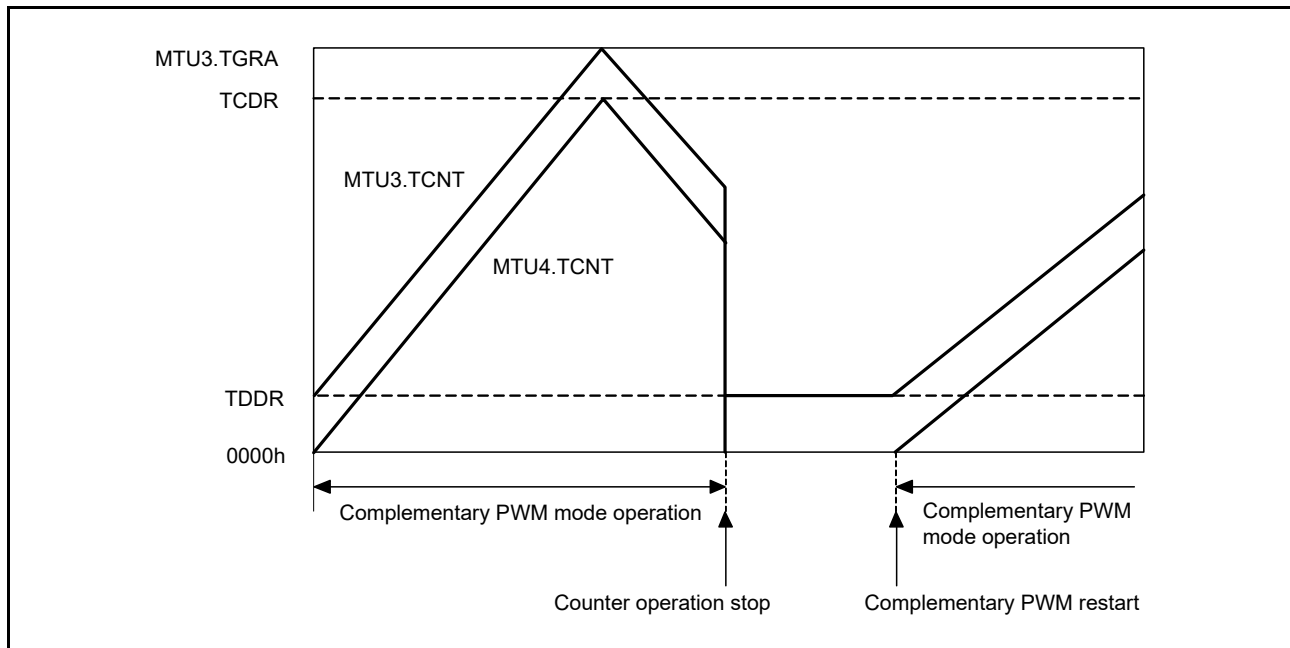 MTU3.TGRA
TCDR
MTU3.TCNT
MTU4.TCNT
TDDR
0000h
Complementary PWM mode operation
Complementary PWM
mode operation
Counter operation stop
Complementary PWM restart